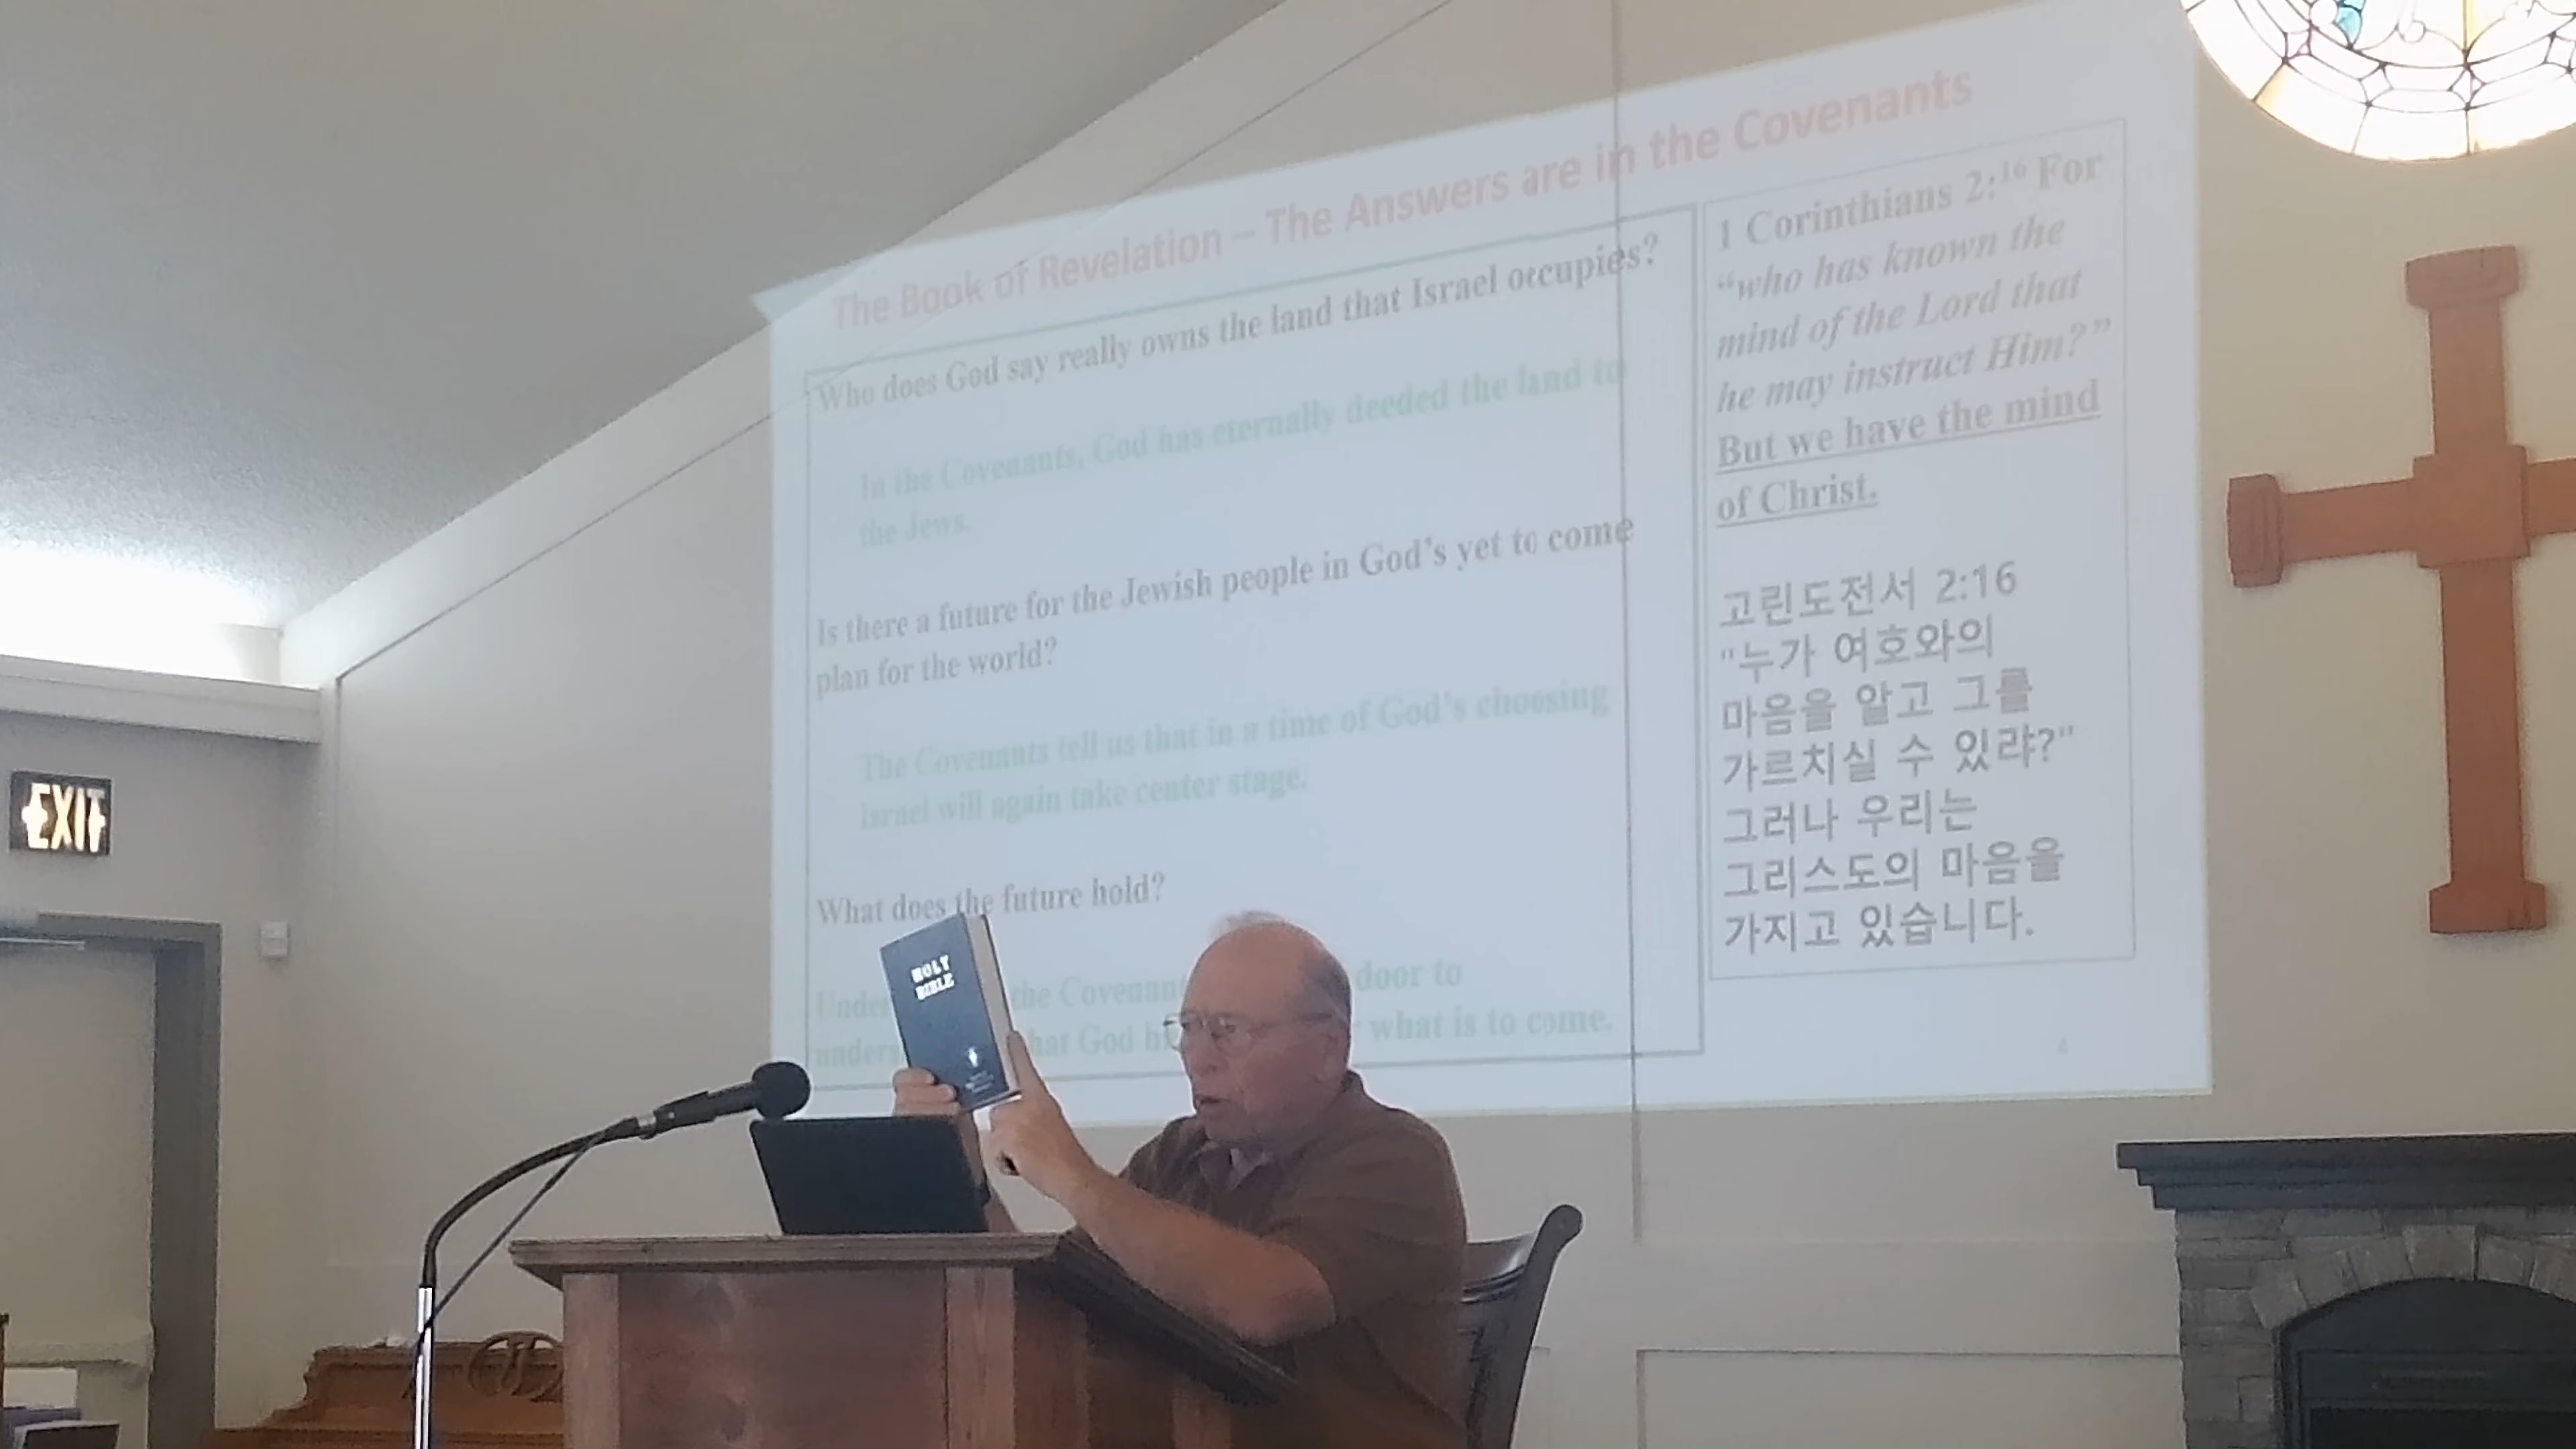 The Book of Revelation – The Answers are in the Covenants
Who does God say really owns the land that Israel occupies?
In the Covenants, God has eternally deeded the land to
the Jews.
Is there a future for the Jewish people in God's yet to come
plan for the world?
The Covenants tell us that in a time of God's choosing
Israel will again take center stage.
What does the future hold?
the Covenant door to
that God what is to come.
1 Corinthians 2:16 For
“who has known the
mind of the Lord that
he may instruct Him?”
But we have the mind
of Christ.
고린도전서 2:16
"누가 여호와의
마음을 알고 그를
가르치실 수 있랴?"
그러나 우리는
그리스도의 마음을
가지고 있습니다.
4
HOLY
BIBLE
EXIT